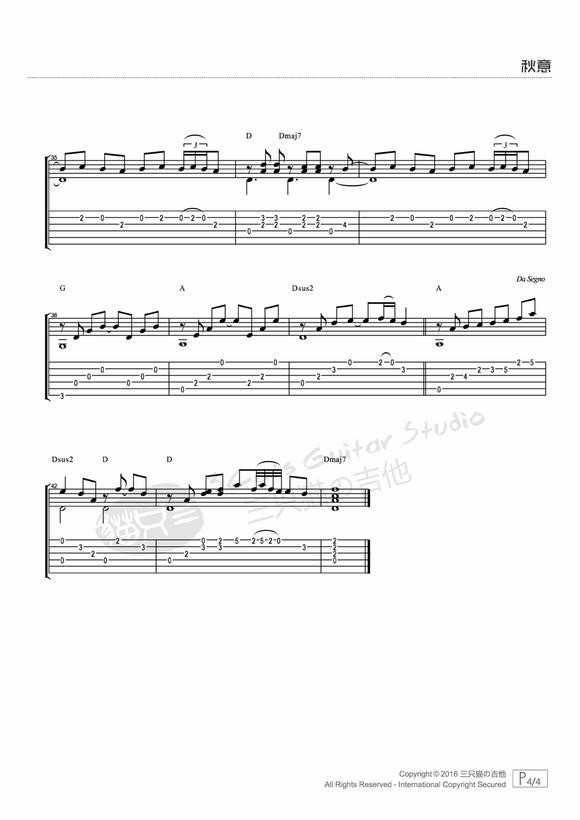 秋意
D Dmaj7
35 3 3
2 0 2 0 2 0 2 0 2 3 3 2 2 2 0 2 0 2 0 2 0 2
0 2 2 0 2 2 4
0 0
Da Segno
G A Dsus2 A
38
0 0 0 2 0 2 5
0 0 2 2 3 3 2 3 5
0 0 2 2 2 2 4
2 0 0 0
3
Dsus2 D D Dmaj7
42
0 2 0 2 5 2 5 2 0 2
3 3 3 3 3 2
2 2 2
0 0 0 0
3Cats Guitar Studio
三只猫の吉他
Copyright © 2016 三只猫の吉他
All Rights Reserved - International Copyright Secured
P 4/4